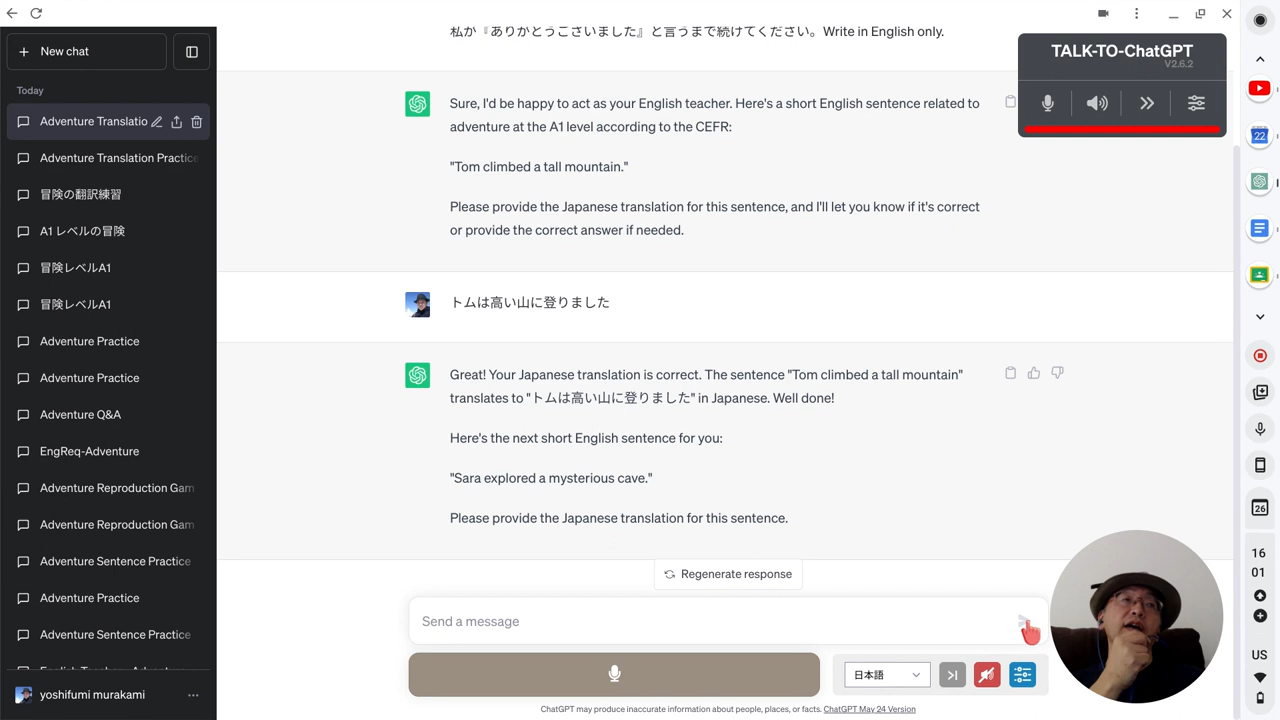 New chat
Today
Adventure Translatio
Adventure Translation Practice
冒険の翻訳練習
A1 レベルの冒険
冒険レベルA1
冒険レベルA1
Adventure Practice
Adventure Practice
Adventure Q&A
EngReq-Adventure
Adventure Reproduction Gam
Adventure Reproduction Gam
Adventure Sentence Practice
Adventure Practice
Adventure Sentence Practice
yoshifumi murakami
私が『ありがとうございました』と言うまで続けてください。Write in English only.
Sure, I'd be happy to act as your English teacher. Here's a short English sentence related to
adventure at the A1 level according to the CEFR:
"Tom climbed a tall mountain."
Please provide the Japanese translation for this sentence, and I'll let you know if it's correct
or provide the correct answer if needed.
トムは高い山に登りました
Great! Your Japanese translation is correct. The sentence "Tom climbed a tall mountain"
translates to "トムは高い山に登りました" in Japanese. Well done!
Here's the next short English sentence for you:
"Sara explored a mysterious cave."
Please provide the Japanese translation for this sentence.
Regenerate response
Send a message
日本語
ChatGPT may produce inaccurate information about people, places, or facts. ChatGPT May 24 Version
TALK-TO-ChatGPT
V2.6.2
22
26
16
01
US